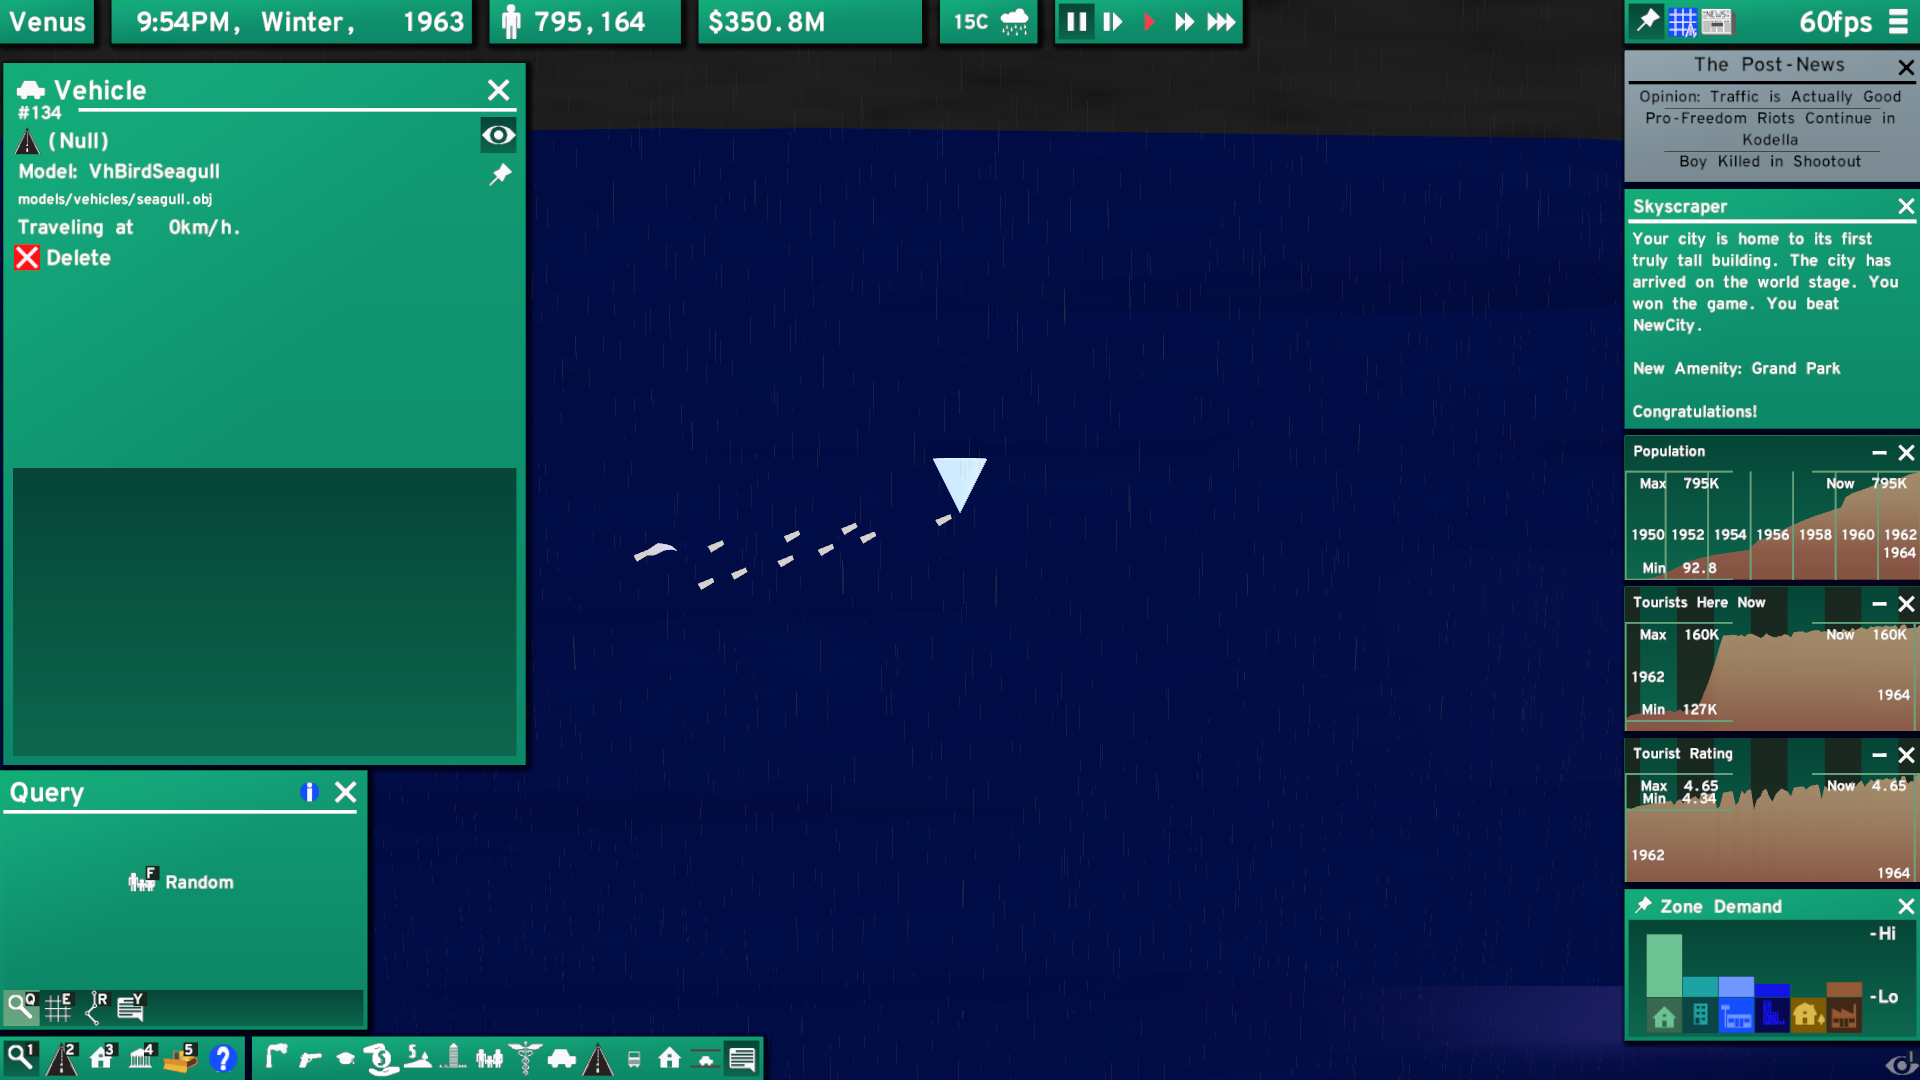 Venus
9:54PM, Winter, 1963
795,164
$350.8M
15C
60fps
Vehicle
#134
(Null)
Model: VhBirdSeagull
models/vehicles/seagull.obj
Traveling at 0km/h.
Delete
Query
Random
F
Q
E
R
Y
1
2
3
4
5
?
NEWS
The Post-News
Opinion: Traffic is Actually Good
Pro-Freedom Riots Continue in
Kodella
Boy Killed in Shootout
Skyscraper
Your city is home to its first
truly tall building. The city has
arrived on the world stage. You
won the game. You beat
NewCity.
New Amenity: Grand Park
Congratulations!
Population
Max 795K Now 795K
1950 1952 1954 1956 1958 1960 1962
1964
Min 92.8
Tourists Here Now
Max 160K Now 160K
1962
1964
Min 127K
Tourist Rating
Max 4.65 Now 4.65
Min 4.34
1962
1964
Zone Demand
-Hi
-Lo